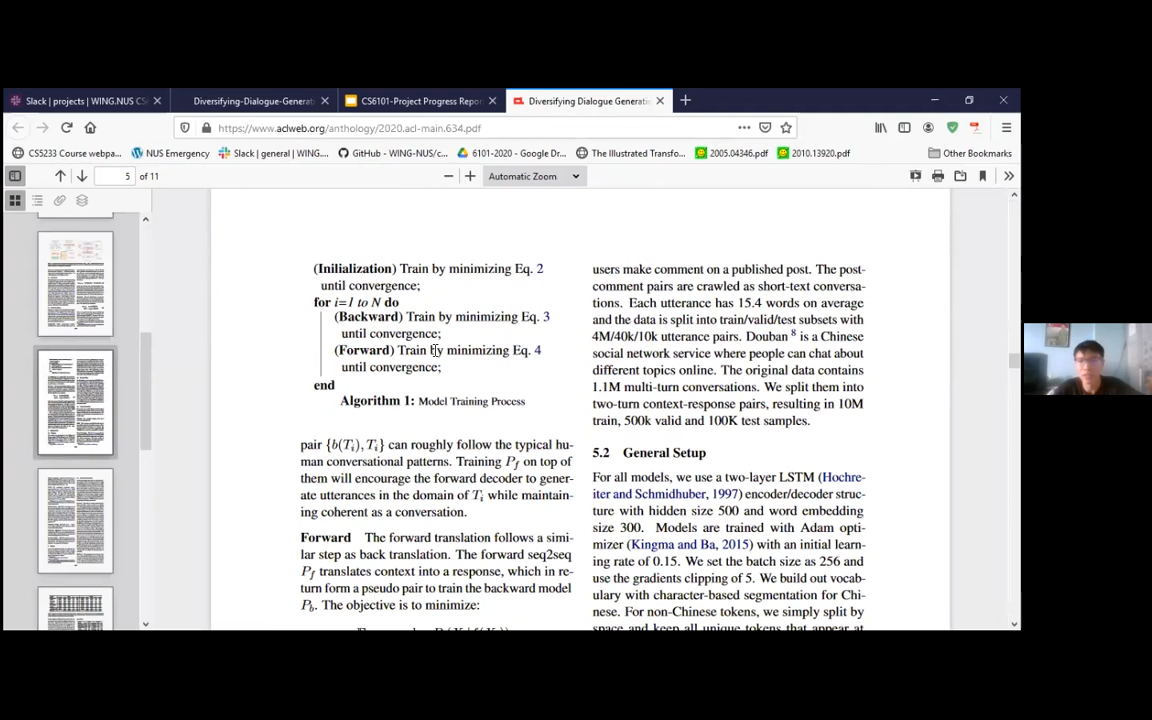 Slack | projects | WING.NUS CS
Diversifying-Dialogue-Generat
CS6101-Project Progress Repor
Diversifying Dialogue Generati
https://www.aclweb.org/anthology/2020.acl-main.634.pdf
CS5233 Course webpa...
NUS Emergency
Slack | general | WING....
GitHub - WING-NUS/c...
6101-2020 - Google Dr...
The Illustrated Transfo...
2005.04346.pdf
2010.13920.pdf
Other Bookmarks
5 of 11
Automatic Zoom
(Inilialization) Train by minimizing Eq. 2
until convergence;
for i=1 to N do
(Backward) Train by minimizing Eq. 3
until convergence;
(Forward) Train by minimizing Eq. 4
until convergence;
end
Algorithm 1: Model Training Process
pair {b(Ti), Ti} can roughly follow the typical hu-
man conversational patterns. Training Pf on top of
them will encourage the forward decoder to gener-
ate utterances in the domain of Ti while maintain-
ing coherent as a conversation.
Forward The forward translation follows a simi-
lar step as back translation. The forward seq2seq
Pf translates context into a response, which in re-
turn form a pseudo pair to train the backward model
Pb. The objective is to minimize:
users make comment on a published post. The post-
comment pairs are crawled as short-text conversa-
tions. Each utterance has 15.4 words on average
and the data is split into train/valid/test subsets with
4M/40k/10k utterance pairs. Douban 8 is a Chinese
social network service where people can chat about
different topics online. The original data contains
1.1M multi-turn conversations. We split them into
two-turn context-response pairs, resulting in 10M
train, 500k valid and 100K test samples.
5.2 General Setup
For all models, we use a two-layer LSTM (Hochre-
iter and Schmidhuber, 1997) encoder/decoder struc-
ture with hidden size 500 and word embedding
size 300. Models are trained with Adam opti-
mizer (Kingma and Ba, 2015) with an initial learn-
ing rate of 0.15. We set the batch size as 256 and
use the gradients clipping of 5. We build out vocab-
ulary with character-based segmentation for Chi-
nese. For non-Chinese tokens, we simply split by
space and keep all unique tokens that appear at